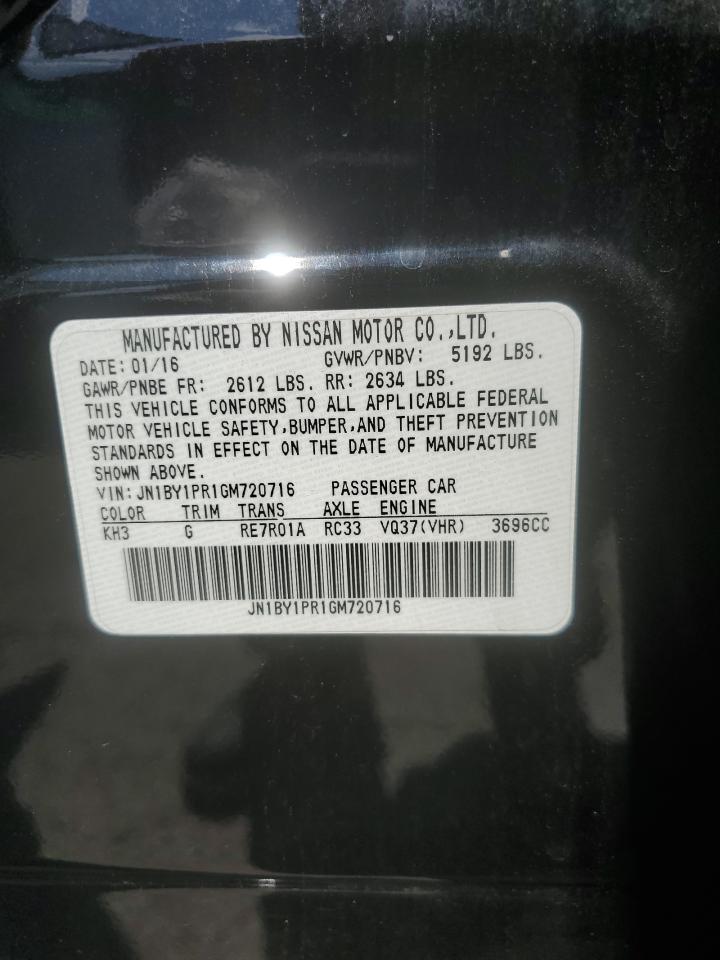 MANUFACTURED BY NISSAN MOTOR CO.,LTD.
DATE: 01/16 GVWR/PNBV: 5192 LBS.
GAWR/PNBE FR: 2612 LBS. RR: 2634 LBS.
THIS VEHICLE CONFORMS TO ALL APPLICABLE FEDERAL
MOTOR VEHICLE SAFETY,BUMPER,AND THEFT PREVENTION
STANDARDS IN EFFECT ON THE DATE OF MANUFACTURE
SHOWN ABOVE.
VIN: JN1BY1PR1GM720716 PASSENGER CAR
COLOR TRIM TRANS AXLE ENGINE
KH3 G RE7R01A RC33 VQ37(VHR) 3696CC
JN1BY1PR1GM720716